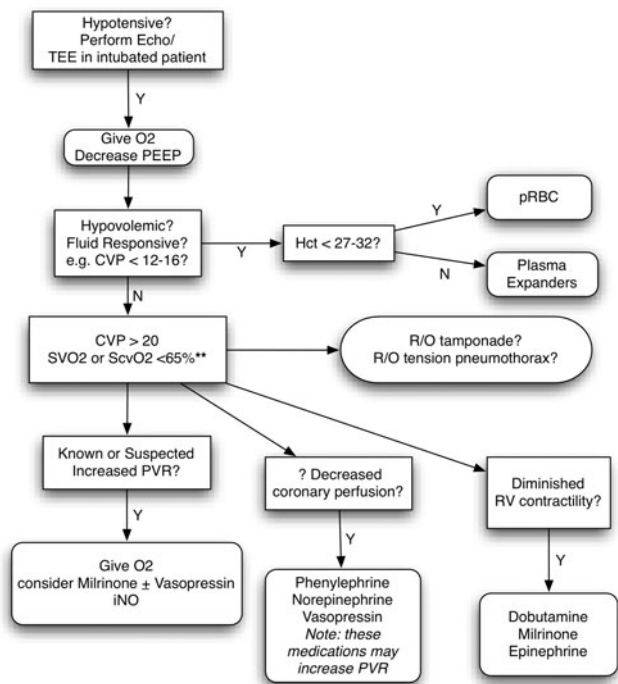 Hypotensive?
Perform Echo/
TEE in intubated patient
Y
Give O2
Decrease PEEP
Hypovolemic?
Fluid Responsive?
e.g. CVP < 12-16?
Y
Hct < 27-32?
Y
pRBC
N
Plasma
Expanders
N
CVP > 20
SVO2 or ScvO2 <65%**
R/O tamponade?
R/O tension pneumothorax?
Known or Suspected
Increased PVR?
Y
Give O2
consider Milrinone ± Vasopressin
iNO
? Decreased
coronary perfusion?
Y
Phenylephrine
Norepinephrine
Vasopressin
Note: these
medications may
increase PVR
Diminished
RV contractility?
Y
Dobutamine
Milrinone
Epinephrine